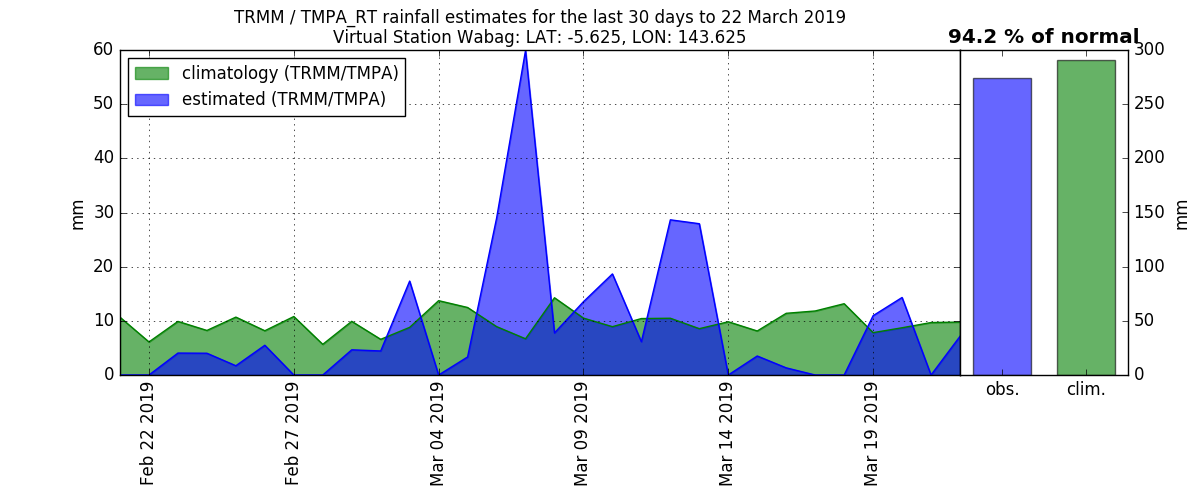 TRMM / TMPA_RT rainfall estimates for the last 30 days to 22 March 2019
Virtual Station Wabag: LAT: -5.625, LON: 143.625
94.2 % of normal
climatology (TRMM/TMPA)
estimated (TRMM/TMPA)
60
50
40
30
20
10
0
mm
Feb 22 2019
Feb 27 2019
Mar 04 2019
Mar 09 2019
Mar 14 2019
Mar 19 2019
obs.
clim.
300
250
200
150
100
50
0
mm